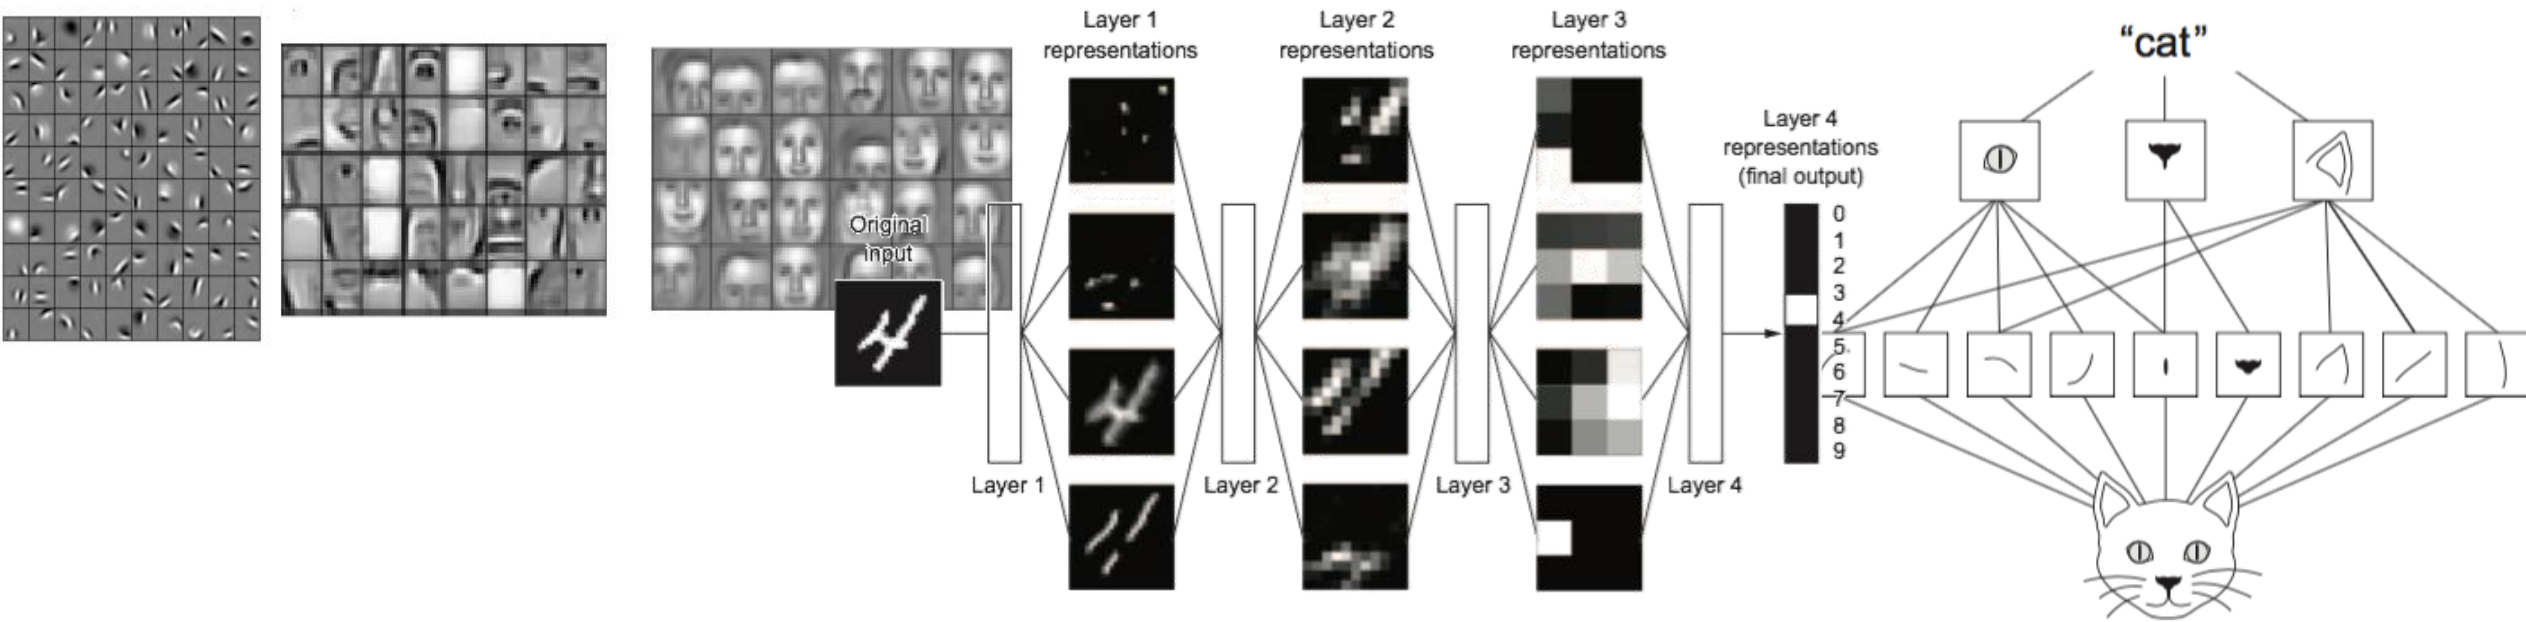 Layer 1
representations
Layer 2
representations
Layer 3
representations
"cat"
Layer 4
representations
(final output)
Original
input
0
1
2
3
4
5
6
7
8
9
Layer 1
Layer 2
Layer 3
Layer 4